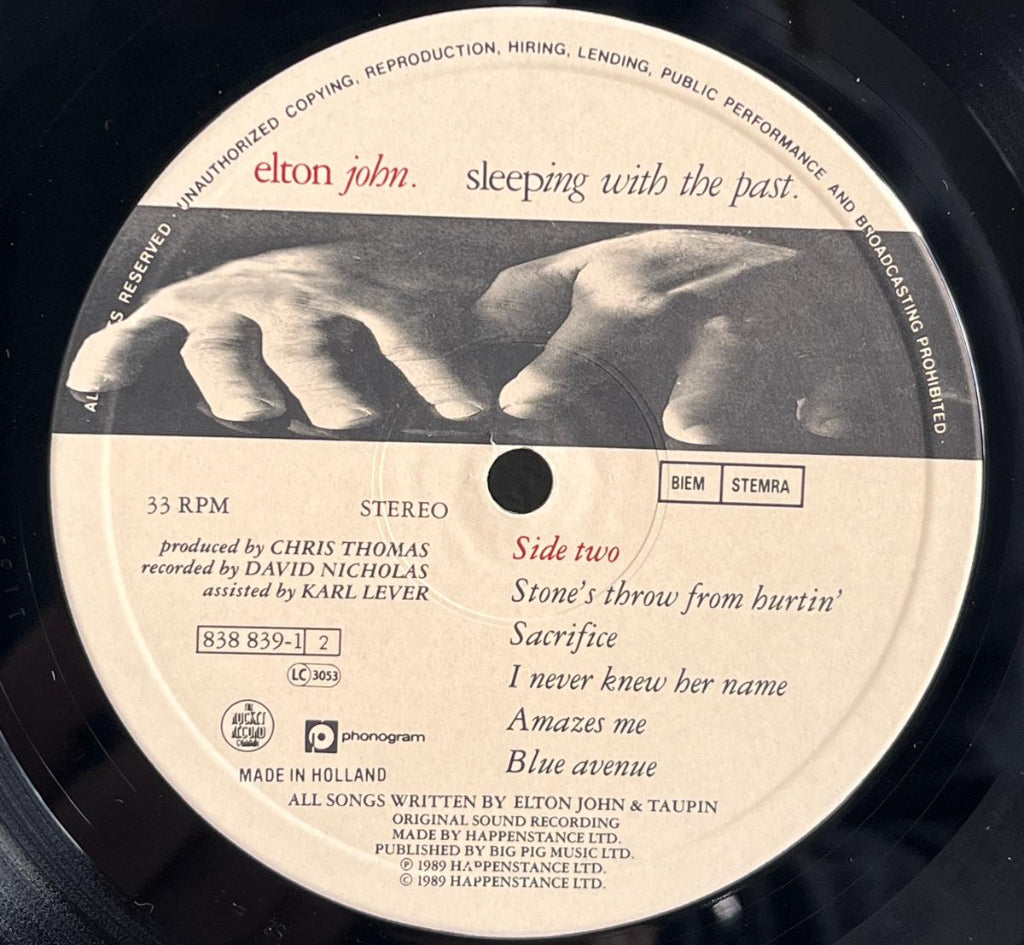 ALL RIGHTS RESERVED · UNAUTHORIZED COPYING, REPRODUCTION, HIRING, LENDING, PUBLIC PERFORMANCE AND BROADCASTING PROHIBITED ·
elton john. sleeping with the past.
BIEM STEMRA
33 RPM STEREO
produced by CHRIS THOMAS
recorded by DAVID NICHOLAS
assisted by KARL LEVER
838 839-1 2
LC 3053
THE ROCKET RECORD COMPANY
phonogram
MADE IN HOLLAND
Side two
Stone's throw from hurtin'
Sacrifice
I never knew her name
Amazes me
Blue avenue
ALL SONGS WRITTEN BY ELTON JOHN & TAUPIN
ORIGINAL SOUND RECORDING
MADE BY HAPPENSTANCE LTD.
PUBLISHED BY BIG PIG MUSIC LTD.
℗ 1989 HAPPENSTANCE LTD.
© 1989 HAPPENSTANCE LTD.